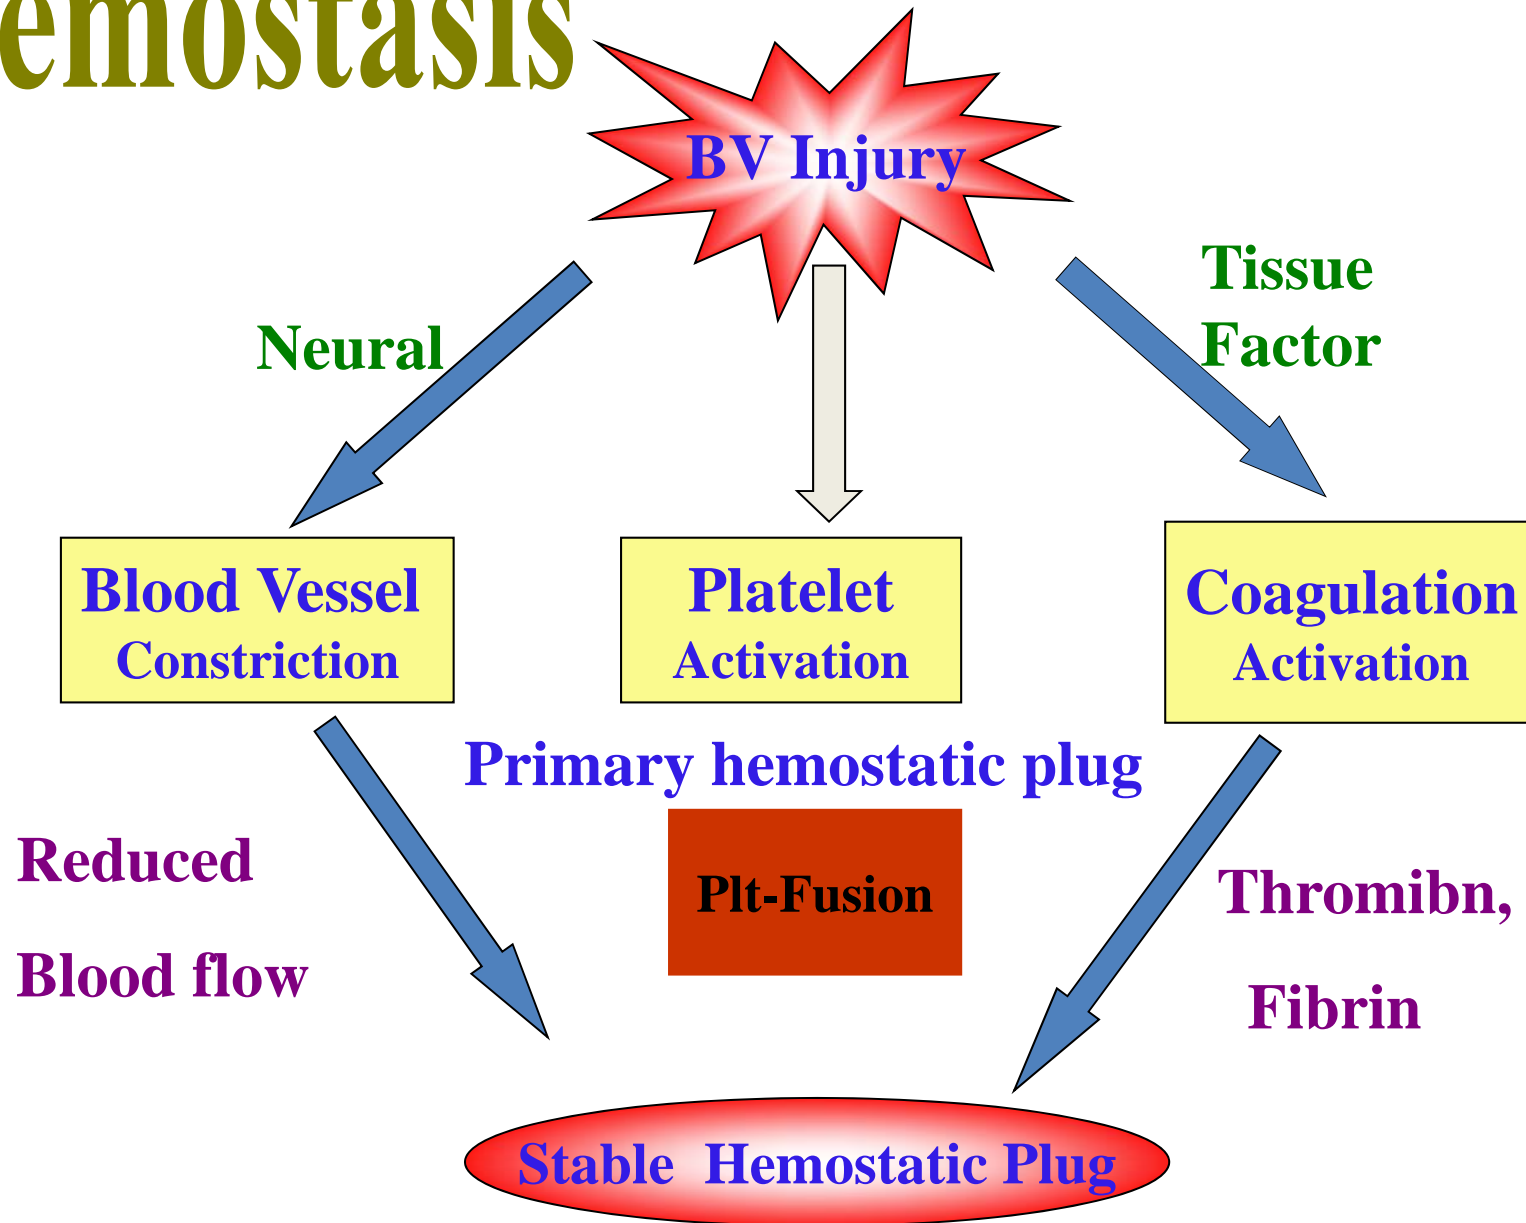 emostasis
BV Injury
Tissue
Factor
Neural
Blood Vessel
Constriction
Platelet
Activation
Coagulation
Activation
Primary hemostatic plug
Reduced
Blood flow
Plt-Fusion
Thromibn,
Fibrin
Stable Hemostatic Plug